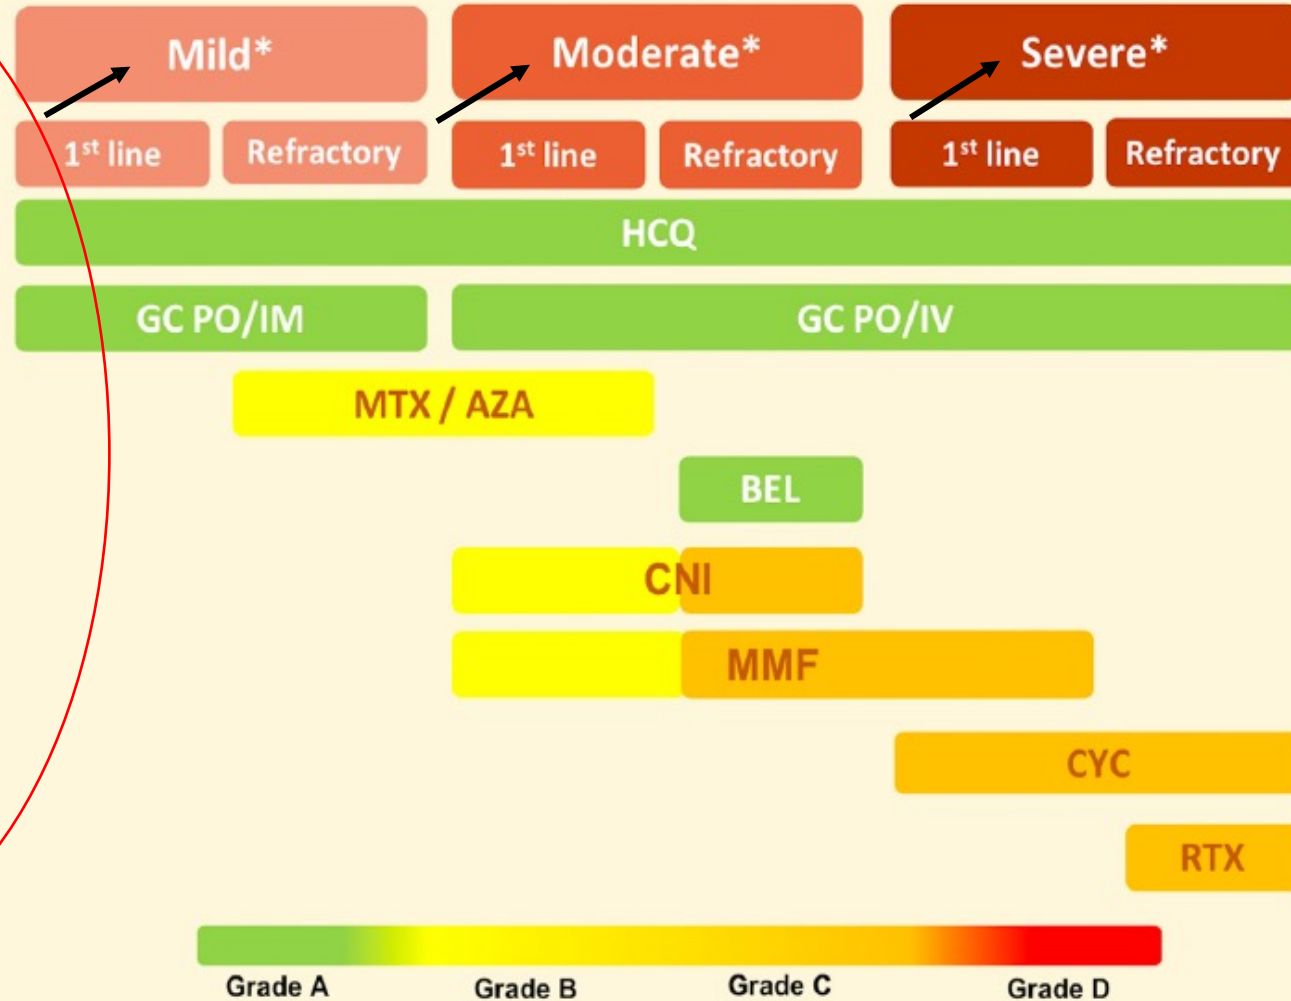 Mild* Moderate* Severe*
1st line Refractory 1st line Refractory 1st line Refractory
HCQ
GC PO/IM GC PO/IV
MTX / AZA
BEL
CNI
MMF
CYC
RTX
Grade A Grade B Grade C Grade D